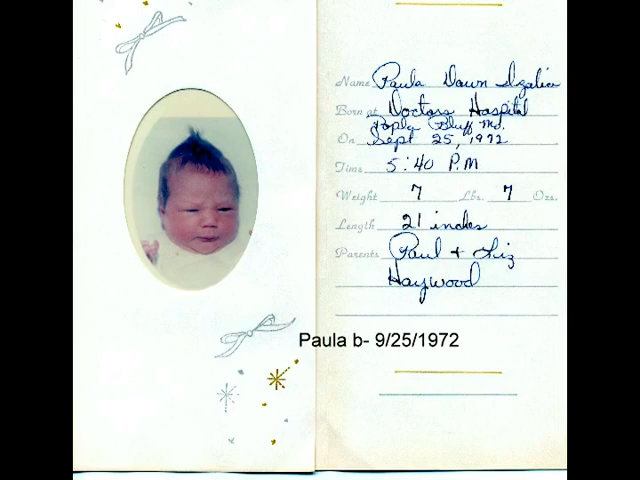 Name Paula Dawn
Born at Doctors Hospital
Popla Bluff Mo.
On Sept 25, 1972
Time 5:40 P.M
Weight 7 Lbs. 7 Ozs.
Length 21 inches
Parents Paul + Liz
Haywood
Paula b- 9/25/1972